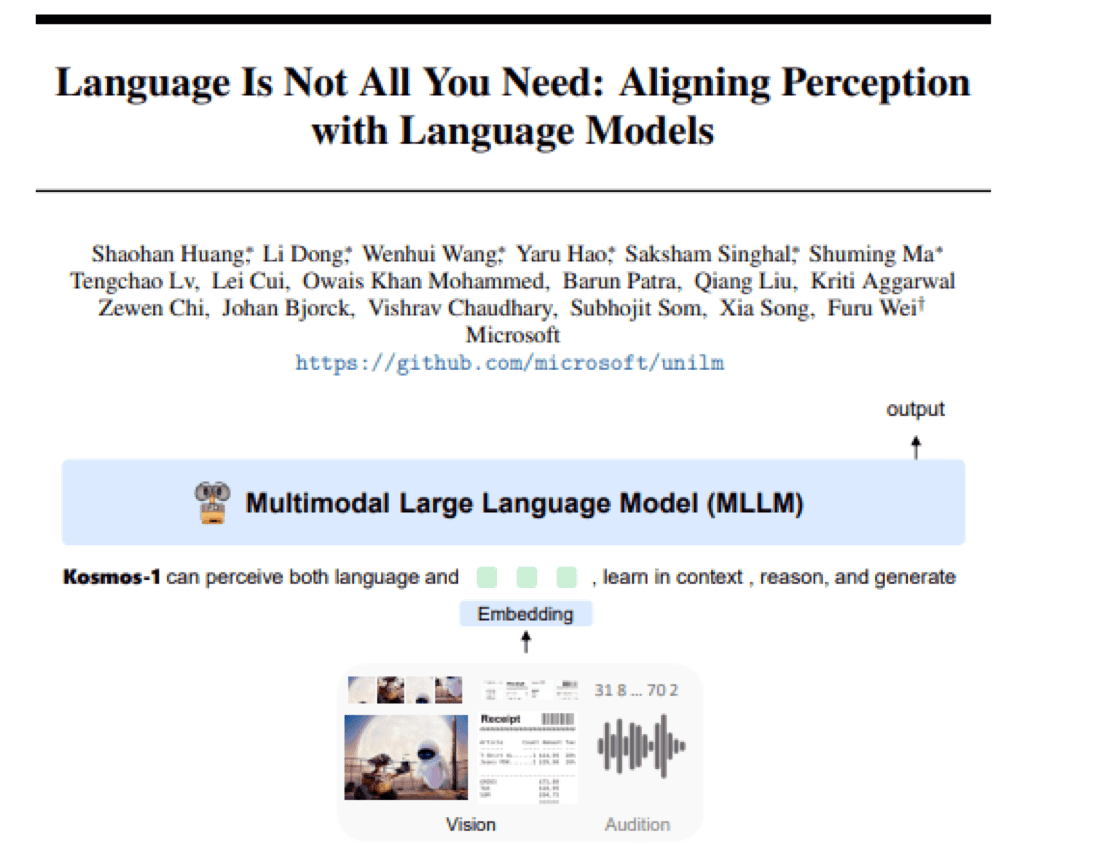 Language Is Not All You Need: Aligning Perception
with Language Models
Shaohan Huang,* Li Dong,* Wenhui Wang,* Yaru Hao,* Saksham Singhal,* Shuming Ma*
Tengchao Lv, Lei Cui, Owais Khan Mohammed, Barun Patra, Qiang Liu, Kriti Aggarwal
Zewen Chi, Johan Bjorck, Vishrav Chaudhary, Subhojit Som, Xia Song, Furu Wei†
Microsoft
https://github.com/microsoft/unilm
output
Multimodal Large Language Model (MLLM)
Kosmos-1 can perceive both language and , learn in context , reason, and generate
Embedding
31 8 ... 70 2
Receipt
Vision
Audition